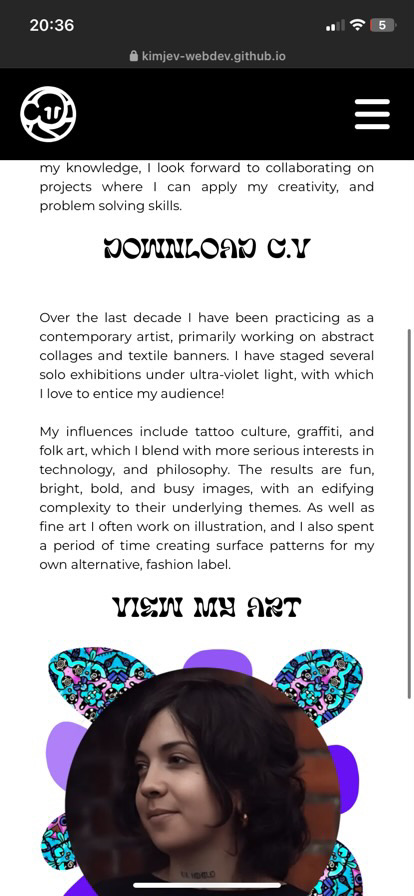 20:36
5
kimjev-webdev.github.io
my knowledge, I look forward to collaborating on
projects where I can apply my creativity, and
problem solving skills.
DOWNLOAD C.V
Over the last decade I have been practicing as a
contemporary artist, primarily working on abstract
collages and textile banners. I have staged several
solo exhibitions under ultra-violet light, with which
I love to entice my audience!
My influences include tattoo culture, graffiti, and
folk art, which I blend with more serious interests in
technology, and philosophy. The results are fun,
bright, bold, and busy images, with an edifying
complexity to their underlying themes. As well as
fine art I often work on illustration, and I also spent
a period of time creating surface patterns for my
own alternative, fashion label.
VIEW MY ART